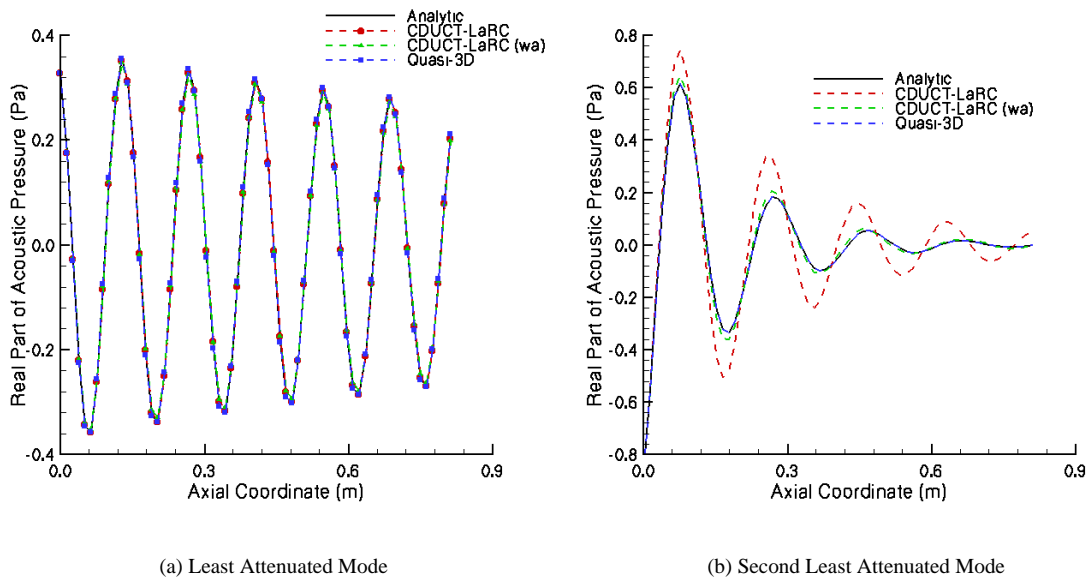 Analytic
CDUCT-LaRC
CDUCT-LaRC (wa)
Quasi-3D
Real Part of Acoustic Pressure (Pa)
0.4
0.2
0.0
-0.2
-0.4
0.0 0.3 0.6 0.9
Axial Coordinate (m)
(a) Least Attenuated Mode
Analytic
CDUCT-LaRC
CDUCT-LaRC (wa)
Quasi-3D
Real Part of Acoustic Pressure (Pa)
0.8
0.6
0.4
0.2
0.0
-0.2
-0.4
-0.6
-0.8
0.0 0.3 0.6 0.9
Axial Coordinate (m)
(b) Second Least Attenuated Mode